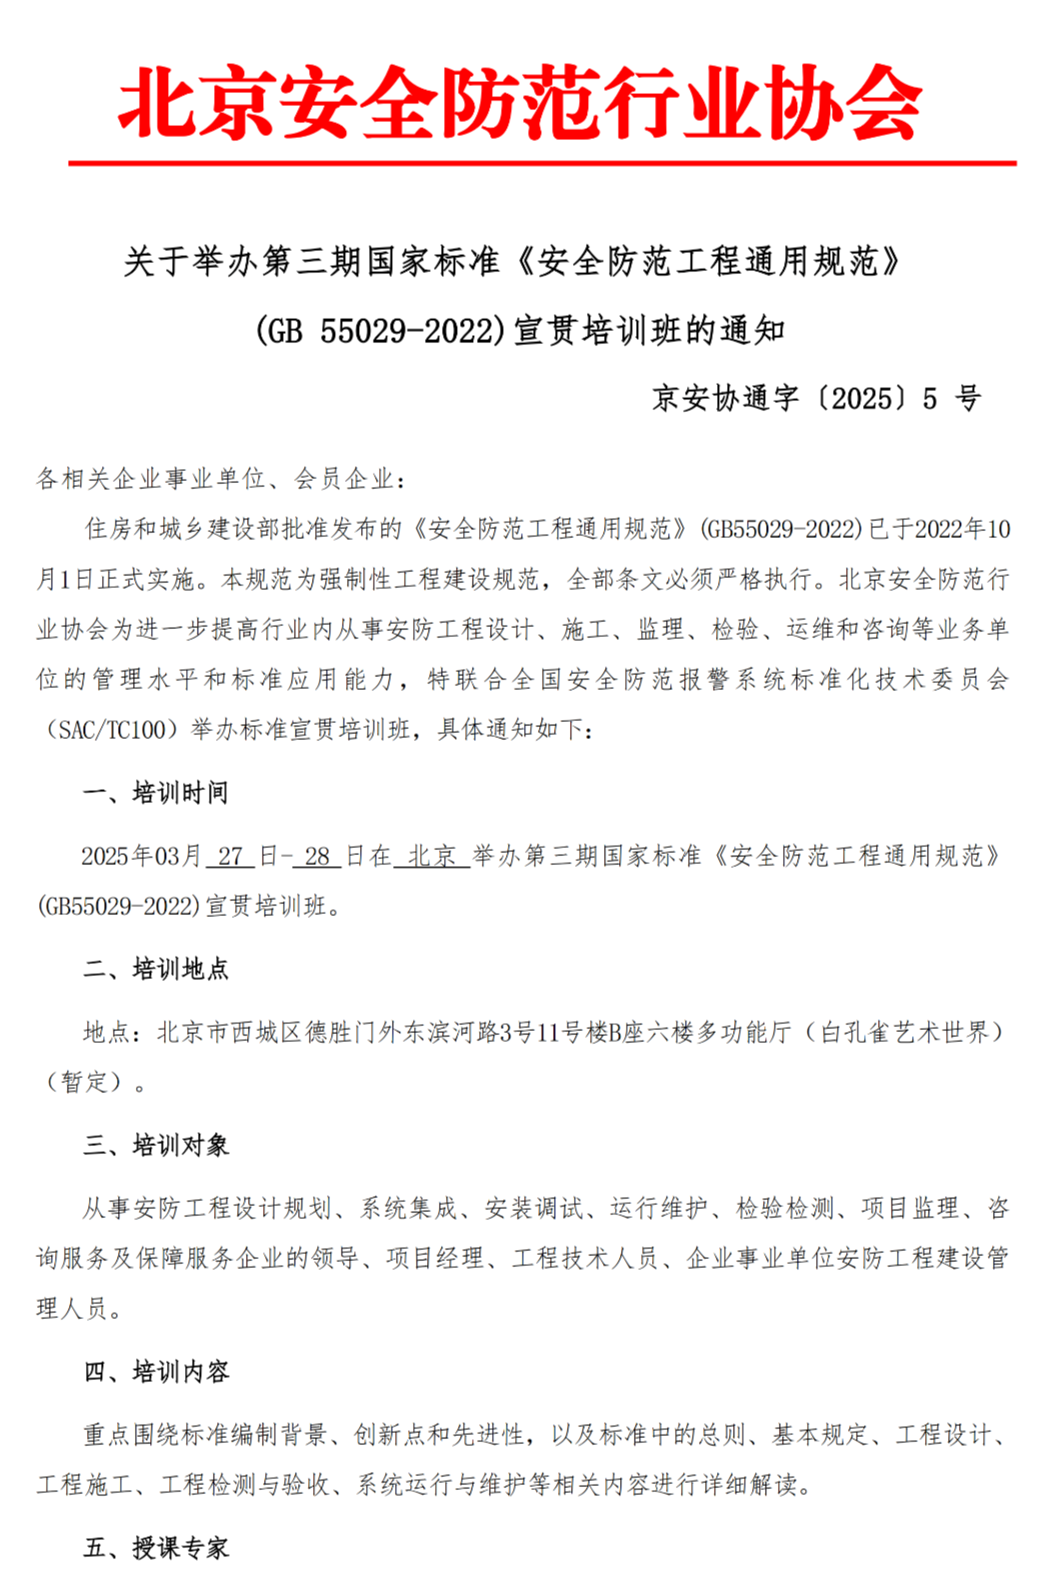 北京安全防范行业协会
关于举办第三期国家标准《安全防范工程通用规范》
(GB 55029-2022)宣贯培训班的通知
京安协通字〔2025〕5 号
各相关企业事业单位、会员企业：
住房和城乡建设部批准发布的《安全防范工程通用规范》(GB55029-2022)已于2022年10
月1日正式实施。本规范为强制性工程建设规范，全部条文必须严格执行。北京安全防范行
业协会为进一步提高行业内从事安防工程设计、施工、监理、检验、运维和咨询等业务单
位的管理水平和标准应用能力，特联合全国安全防范报警系统标准化技术委员会
（SAC/TC100）举办标准宣贯培训班，具体通知如下：
一、培训时间
2025年03月 27 日- 28 日在 北京 举办第三期国家标准《安全防范工程通用规范》
(GB55029-2022)宣贯培训班。
二、培训地点
地点：北京市西城区德胜门外东滨河路3号11号楼B座六楼多功能厅（白孔雀艺术世界）
（暂定）。
三、培训对象
从事安防工程设计规划、系统集成、安装调试、运行维护、检验检测、项目监理、咨
询服务及保障服务企业的领导、项目经理、工程技术人员、企业事业单位安防工程建设管
理人员。
四、培训内容
重点围绕标准编制背景、创新点和先进性，以及标准中的总则、基本规定、工程设计、
工程施工、工程检测与验收、系统运行与维护等相关内容进行详细解读。
五、授课专家